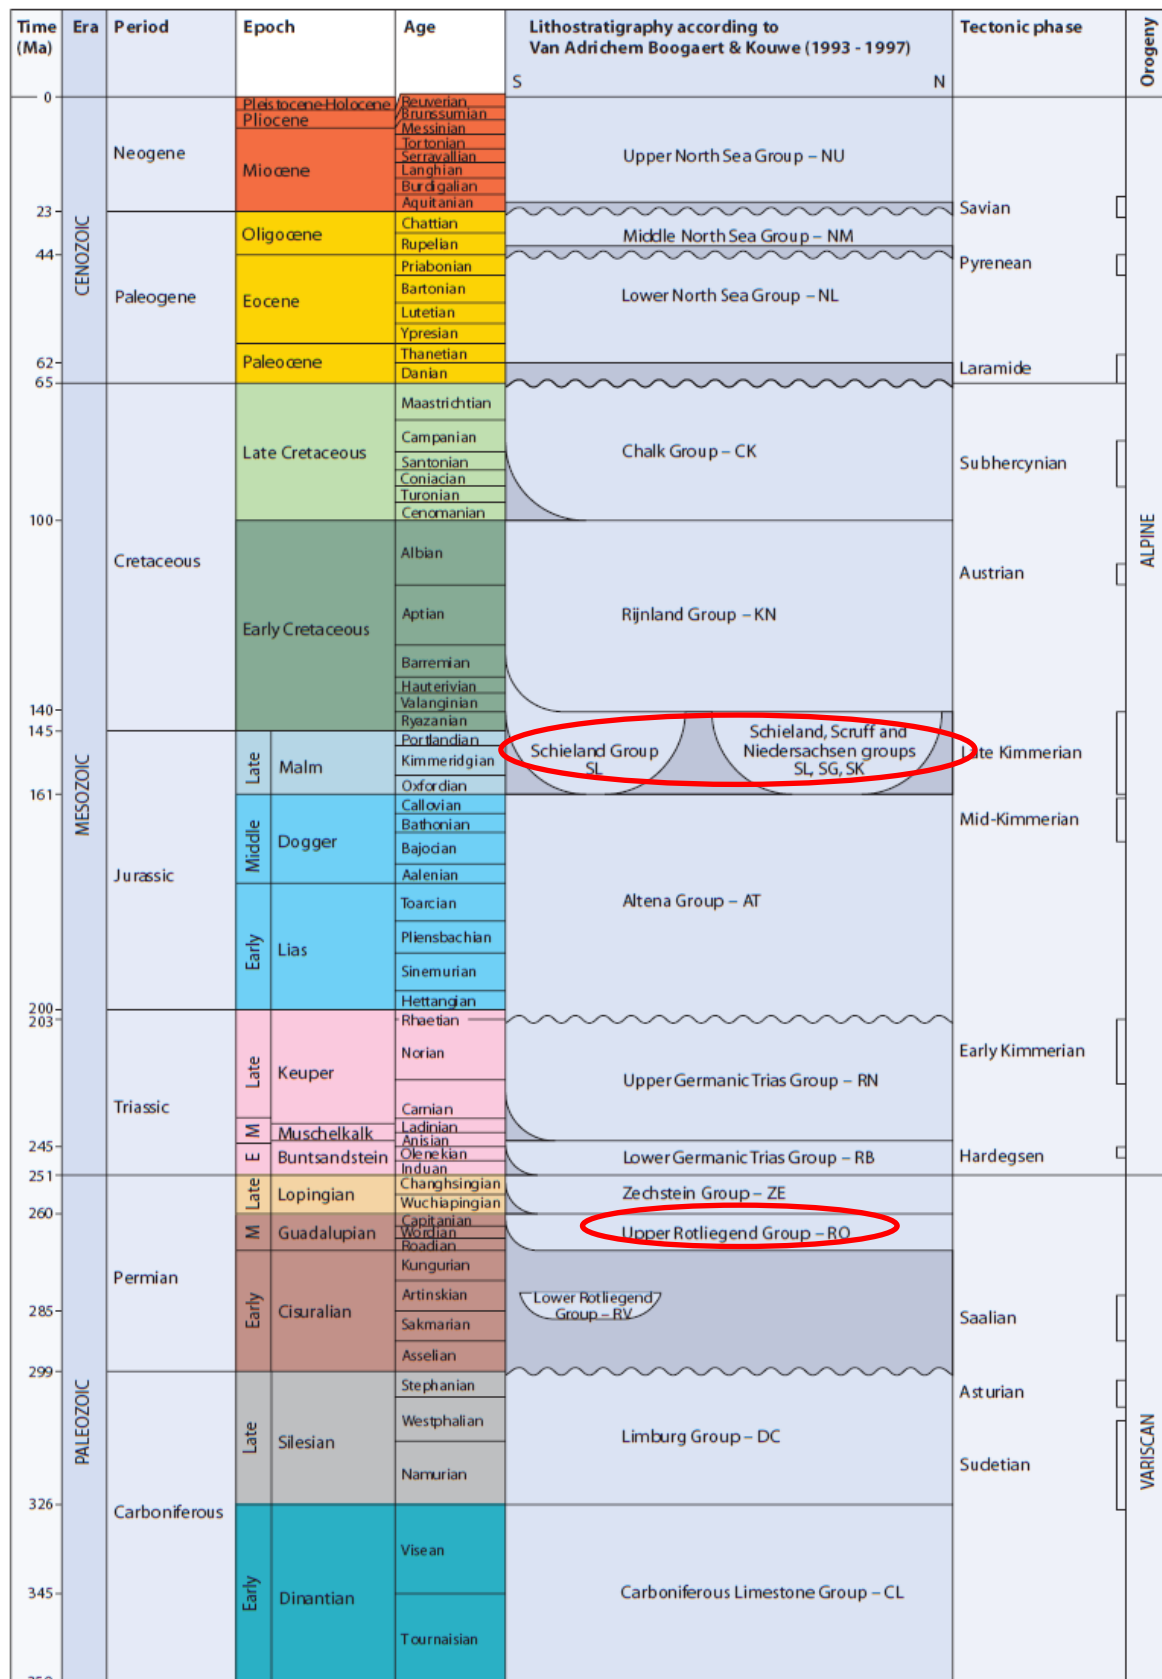 Time
(Ma)
Era
Period
Epoch
Age
Lithostratigraphy according to
Van Adrichem Boogaert & Kouwe (1993 - 1997)
S
N
Tectonic phase
Orogeny
0
23
44
62
65
100
140
145
161
200
203
245
251
260
285
299
326
345
CENOZOIC
MESOZOIC
PALEOZOIC
Neogene
Paleogene
Cretaceous
Jurassic
Triassic
Permian
Carboniferous
Pleistocene-Holocene
Pliocene
Miocene
Oligocene
Eocene
Paleocene
Late Cretaceous
Early Cretaceous
Late
Malm
Middle
Dogger
Early
Lias
Late
Keuper
M
Muschelkalk
E
Buntsandstein
Late
Lopingian
M
Guadalupian
Early
Cisuralian
Late
Silesian
Early
Dinantian
Reuverian
Brunssumian
Messinian
Tortonian
Serravallian
Langhian
Burdigalian
Aquitanian
Chattian
Rupelian
Priabonian
Bartonian
Lutetian
Ypresian
Thanetian
Danian
Maastrichtian
Campanian
Santonian
Coniacian
Turonian
Cenomanian
Albian
Aptian
Barremian
Hauterivian
Valanginian
Ryazanian
Portlandian
Kimmeridgian
Oxfordian
Callovian
Bathonian
Bajocian
Aalenian
Toarcian
Pliensbachian
Sinemurian
Hettangian
Rhaetian
Norian
Carnian
Ladinian
Anisian
Olenekian
Induan
Changhsingian
Wuchiapingian
Capitanian
Wordian
Roadian
Kungurian
Artinskian
Sakmarian
Asselian
Stephanian
Westphalian
Namurian
Visean
Tournaisian
Upper North Sea Group – NU
Middle North Sea Group – NM
Lower North Sea Group – NL
Chalk Group – CK
Rijnland Group – KN
Schieland Group
SL
Schieland, Scruff and
Niedersachsen groups
SL, SG, SK
Altena Group – AT
Upper Germanic Trias Group – RN
Lower Germanic Trias Group – RB
Zechstein Group – ZE
Upper Rotliegend Group – RO
Lower Rotliegend
Group – RV
Limburg Group – DC
Carboniferous Limestone Group – CL
Savian
Pyrenean
Laramide
Subhercynian
Austrian
Late Kimmerian
Mid-Kimmerian
Early Kimmerian
Hardegsen
Saalian
Asturian
Sudetian
ALPINE
VARISCAN